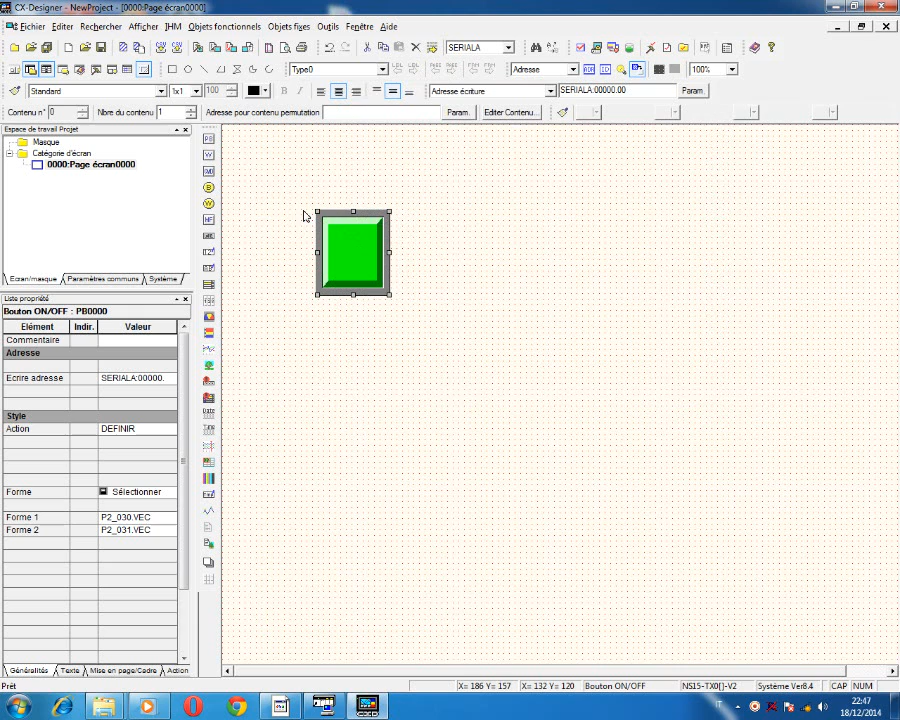 CX-Designer - NewProject - [0000:Page écran0000]
Fichier Editer Rechercher Afficher IHM Objets fonctionnels Objets fixes Outils Fenêtre Aide
SERIALA
Type0 Adresse 100%
Standard 1x1 100 B I Adresse écriture SERIALA:00000.00 Param.
Contenu n° 0 Nbre du contenu 1 Adresse pour contenu permutation Param. Editer Contenu...
Espace de travail Projet
Masque
Catégorie d'écran
0000:Page écran0000
Ecran/masque Paramètres communs Système
Liste propriété
Bouton ON/OFF : PB0000
Elément Indir. Valeur
Commentaire
Adresse
Ecrire adresse SERIALA:00000.
Style
Action DEFINIR
Forme Sélectionner
Forme 1 P2_030.VEC
Forme 2 P2_031.VEC
Généralités Texte Mise en page/Cadre Action
Prêt X= 186 Y= 157 X= 132 Y= 120 Bouton ON/OFF NS15-TX0[]-V2 Système Ver8.4 CAP NUM
IT 22:47
18/12/2014